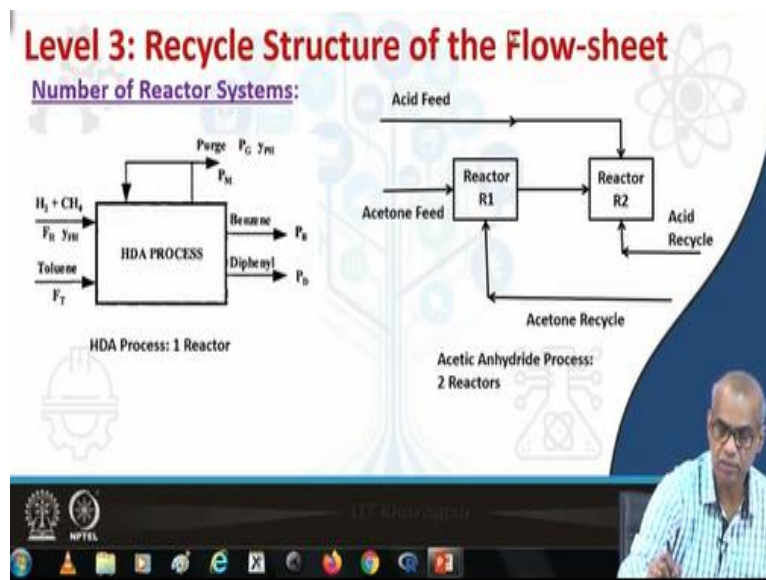 Level 3: Recycle Structure of the Flow-sheet
Number of Reactor Systems:
Purge P_G y_PH
P_M
H₂ + CH₄
F_H y_FH
Toluene
F_T
HDA PROCESS
Benzene
P_B
Diphenyl
P_D
HDA Process: 1 Reactor
Acid Feed
Reactor
R1
Reactor
R2
Acetone Feed
Acid
Recycle
Acetone Recycle
Acetic Anhydride Process:
2 Reactors
NPTEL
IIT Kharagpur